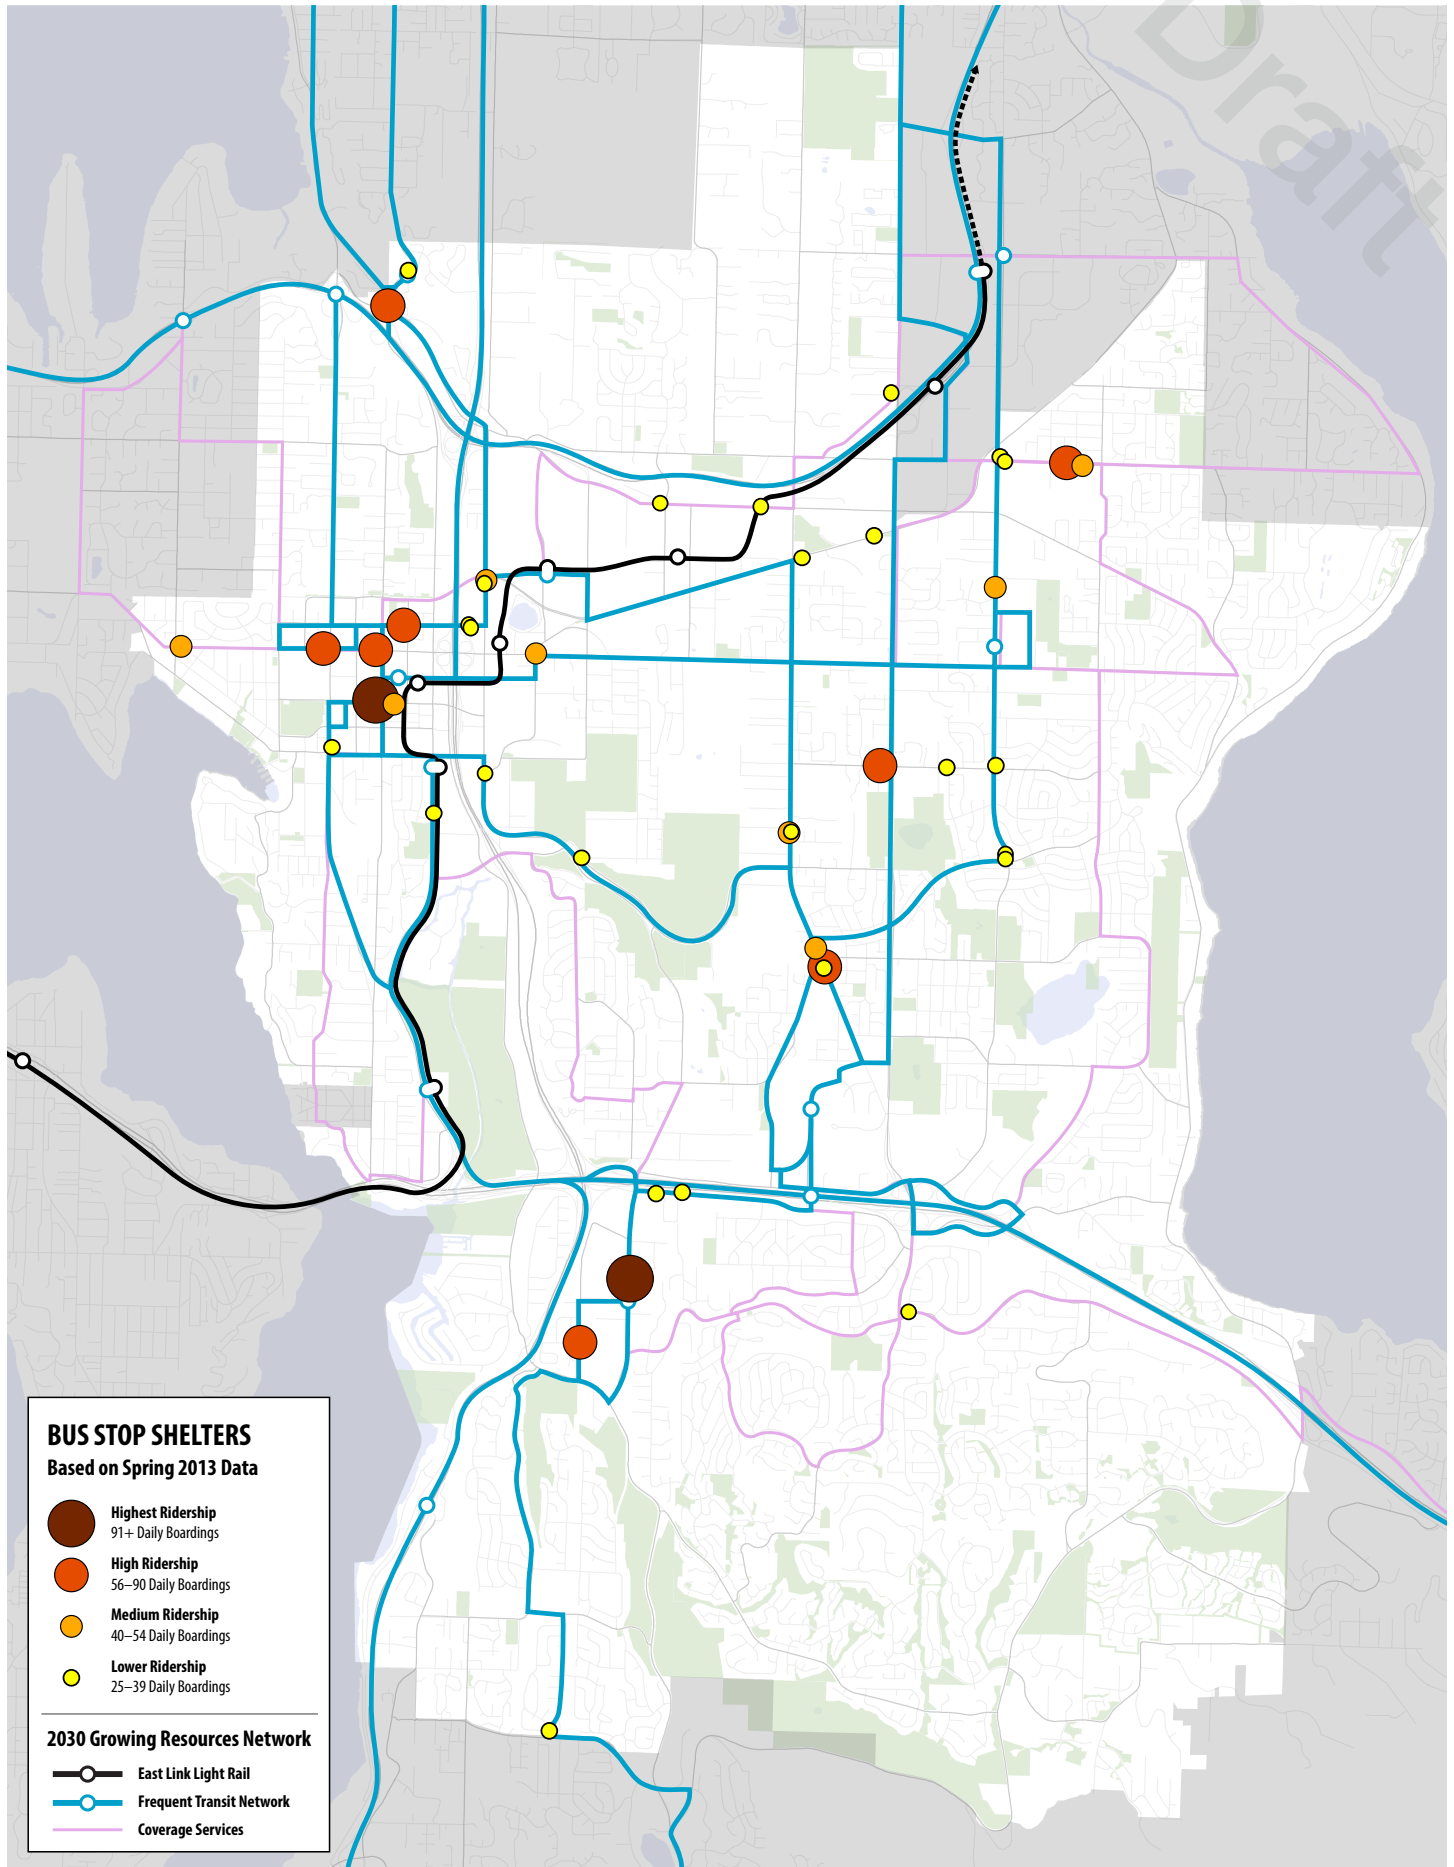 Draft
BUS STOP SHELTERS
Based on Spring 2013 Data
Highest Ridership
91+ Daily Boardings
High Ridership
56–90 Daily Boardings
Medium Ridership
40–54 Daily Boardings
Lower Ridership
25–39 Daily Boardings
2030 Growing Resources Network
East Link Light Rail
Frequent Transit Network
Coverage Services